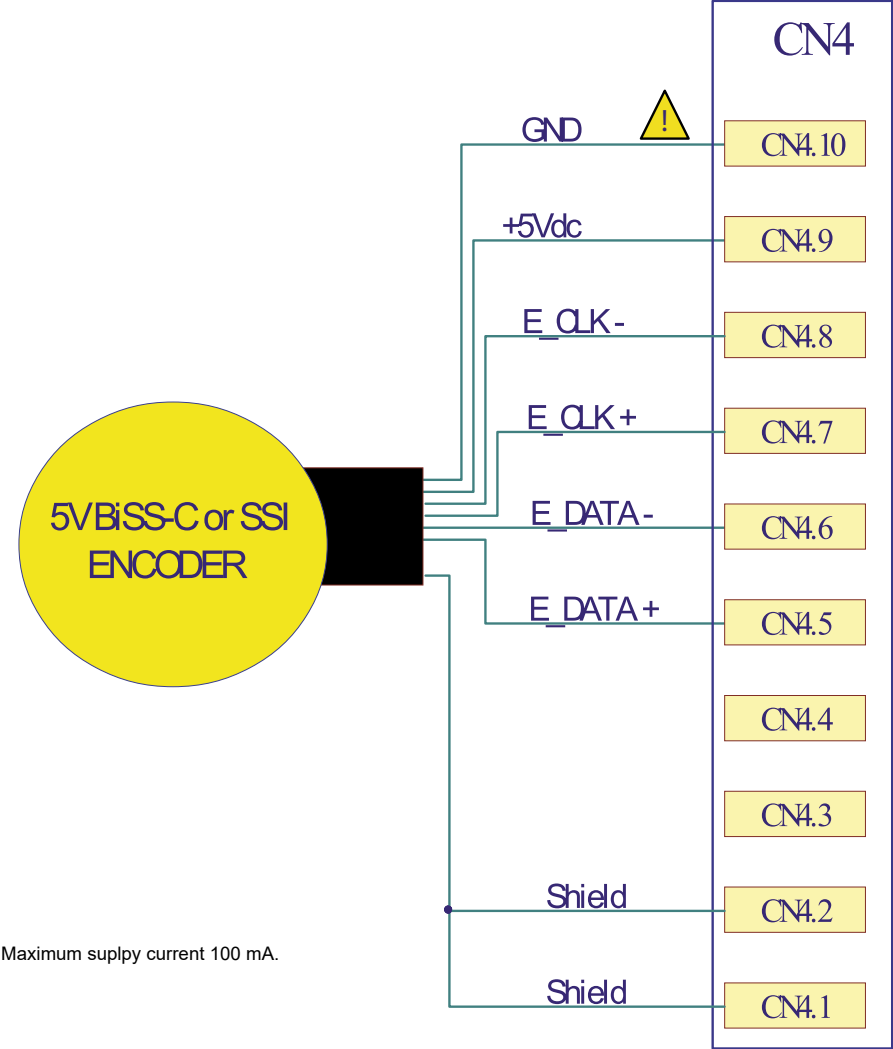 CN4
GND
!
CN4.10
+5Vdc
CN4.9
E_CLK -
CN4.8
E_CLK +
CN4.7
5V BiSS-C or SSI
ENCODER
E_DATA -
CN4.6
E_DATA +
CN4.5
CN4.4
CN4.3
Shield
CN4.2
Maximum suplpy current 100 mA.
Shield
CN4.1